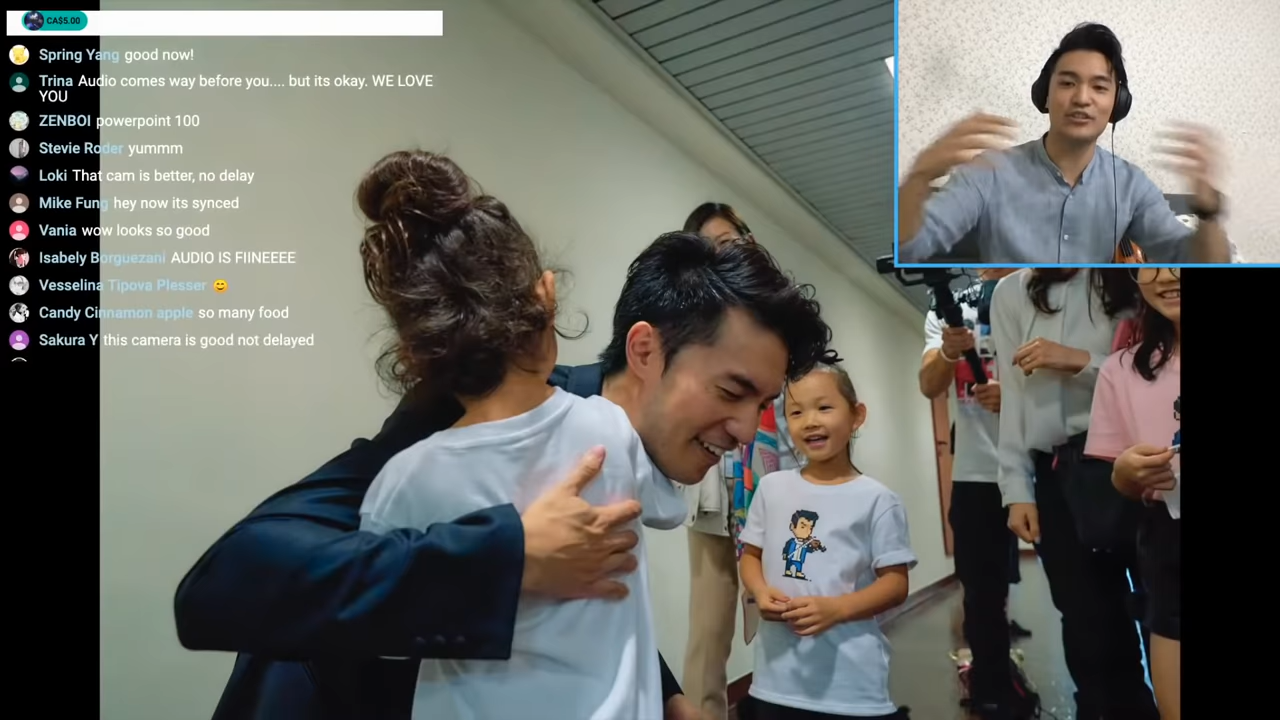 CA$5.00
Spring Yang good now!
Trina Audio comes way before you.... but its okay. WE LOVE
YOU
ZENBOI powerpoint 100
Stevie Roder yummm
Loki That cam is better, no delay
Mike Fung hey now its synced
Vania wow looks so good
Isabely Borguezani AUDIO IS FIINEEEE
Vesselina Tipova Plesser 😊
Candy Cinnamon apple so many food
Sakura Y this camera is good not delayed